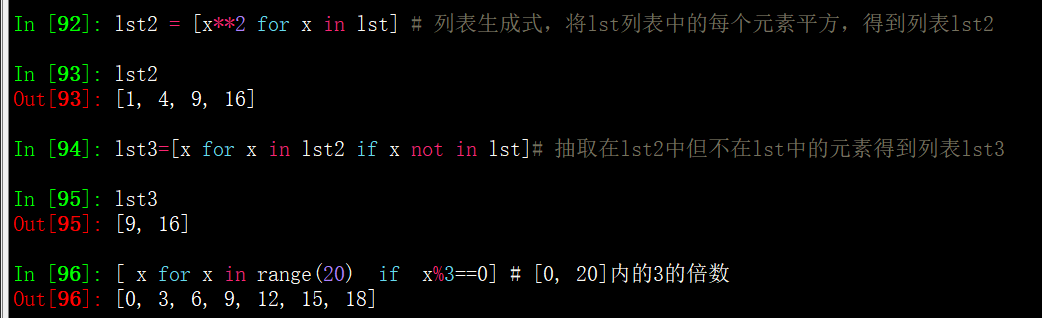 In [92]: lst2 = [x**2 for x in lst] # 列表生成式，将lst列表中的每个元素平方，得到列表lst2
In [93]: lst2
Out[93]: [1, 4, 9, 16]
In [94]: lst3=[x for x in lst2 if x not in lst]# 抽取在lst2中但不在lst中的元素得到列表lst3
In [95]: lst3
Out[95]: [9, 16]
In [96]: [ x for x in range(20)  if  x%3==0] # [0, 20]内的3的倍数
Out[96]: [0, 3, 6, 9, 12, 15, 18]